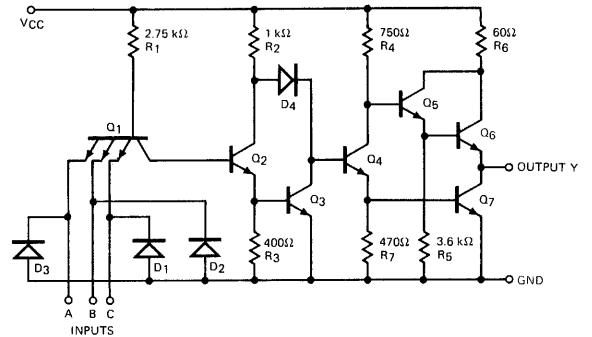 VCC
2.75 kΩ
R1
1 kΩ
R2
750Ω
R4
60Ω
R6
D4
Q5
Q1
Q6
Q2
Q4
OUTPUT Y
Q3
Q7
D3
D1
D2
400Ω
R3
470Ω
R7
3.6 kΩ
R5
GND
A B C
INPUTS